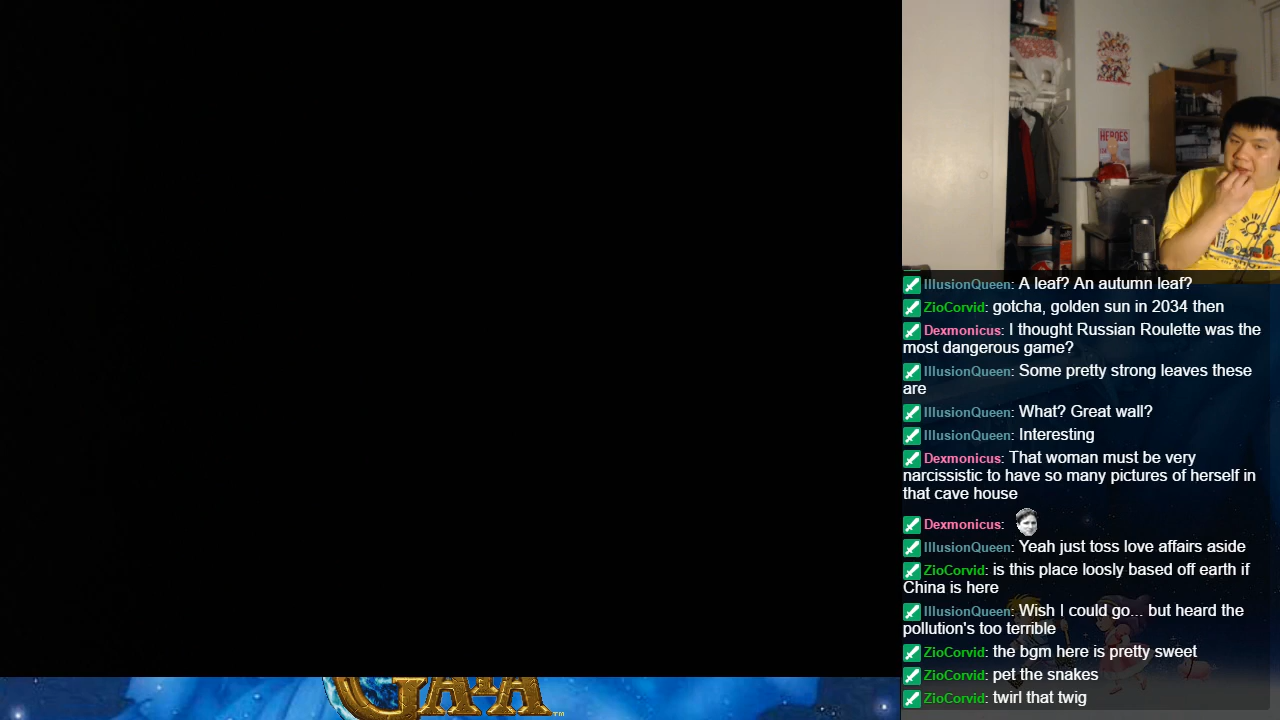 HEROES
IllusionQueen: A leaf? An autumn leaf?
ZioCorvid: gotcha, golden sun in 2034 then
Dexmonicus: I thought Russian Roulette was the
most dangerous game?
IllusionQueen: Some pretty strong leaves these
are
IllusionQueen: What? Great wall?
IllusionQueen: Interesting
Dexmonicus: That woman must be very
narcissistic to have so many pictures of herself in
that cave house
Dexmonicus:
IllusionQueen: Yeah just toss love affairs aside
ZioCorvid: is this place loosly based off earth if
China is here
IllusionQueen: Wish I could go... but heard the
pollution's too terrible
ZioCorvid: the bgm here is pretty sweet
ZioCorvid: pet the snakes
ZioCorvid: twirl that twig
GAIA™